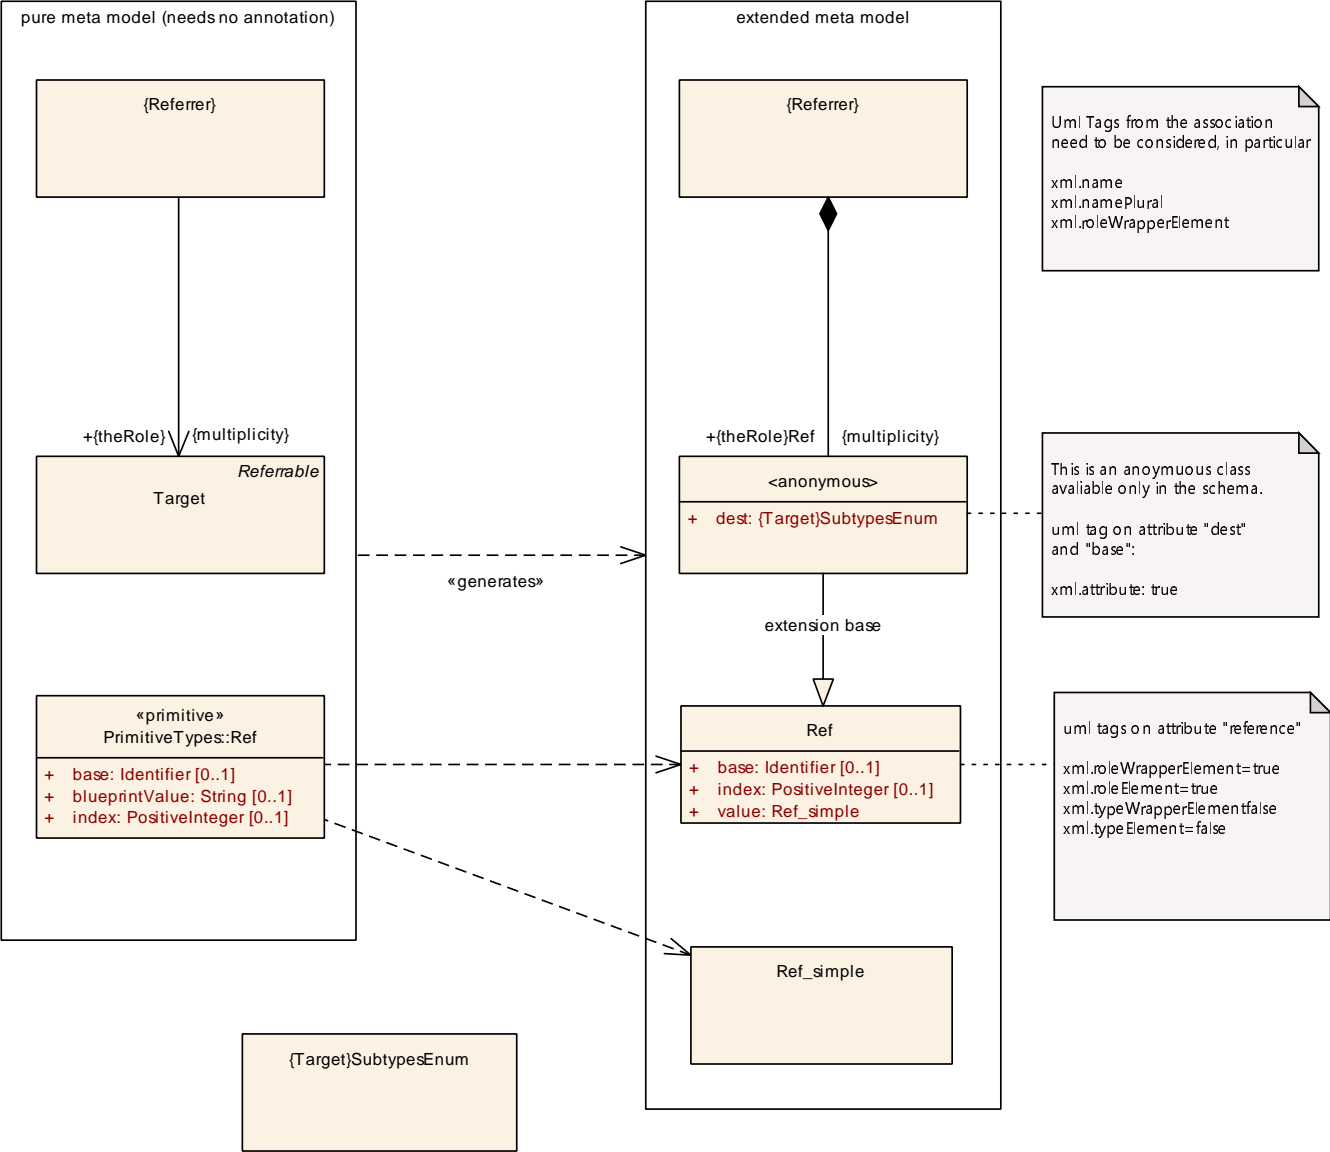 pure meta model (needs no annotation)
extended meta model
{Referrer}
{Referrer}
Uml Tags from the association
need to be considered, in particular
xml.name
xml.namePlural
xml.roleWrapperElement
+{theRole}
{multiplicity}
+{theRole}Ref
{multiplicity}
Referrable
Target
<anonymous>
+ dest: {Target}SubtypesEnum
This is an anoymuous class
avaliable only in the schema.
uml tag on attribute "dest"
and "base":
xml.attribute: true
«generates»
extension base
«primitive»
PrimitiveTypes::Ref
+ base: Identifier [0..1]
+ blueprintValue: String [0..1]
+ index: PositiveInteger [0..1]
Ref
+ base: Identifier [0..1]
+ index: PositiveInteger [0..1]
+ value: Ref_simple
uml tags on attribute "reference"
xml.roleWrapperElement=true
xml.roleElement=true
xml.typeWrapperElementfalse
xml.typeElement=false
Ref_simple
{Target}SubtypesEnum